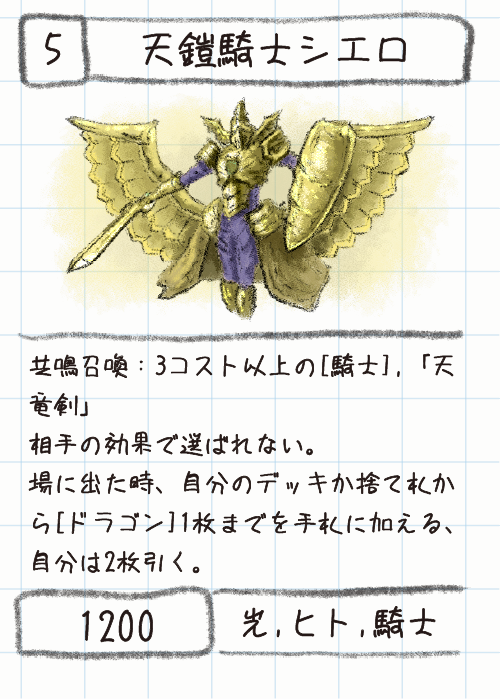 5
天鎧騎士シエロ
共鳴召喚：3コスト以上の[騎士],「天
竜剣」
相手の効果で選ばれない。
場に出た時、自分のデッキか捨て札か
ら[ドラゴン]1枚までを手札に加える、
自分は2枚引く。
1200
光,ヒト,騎士